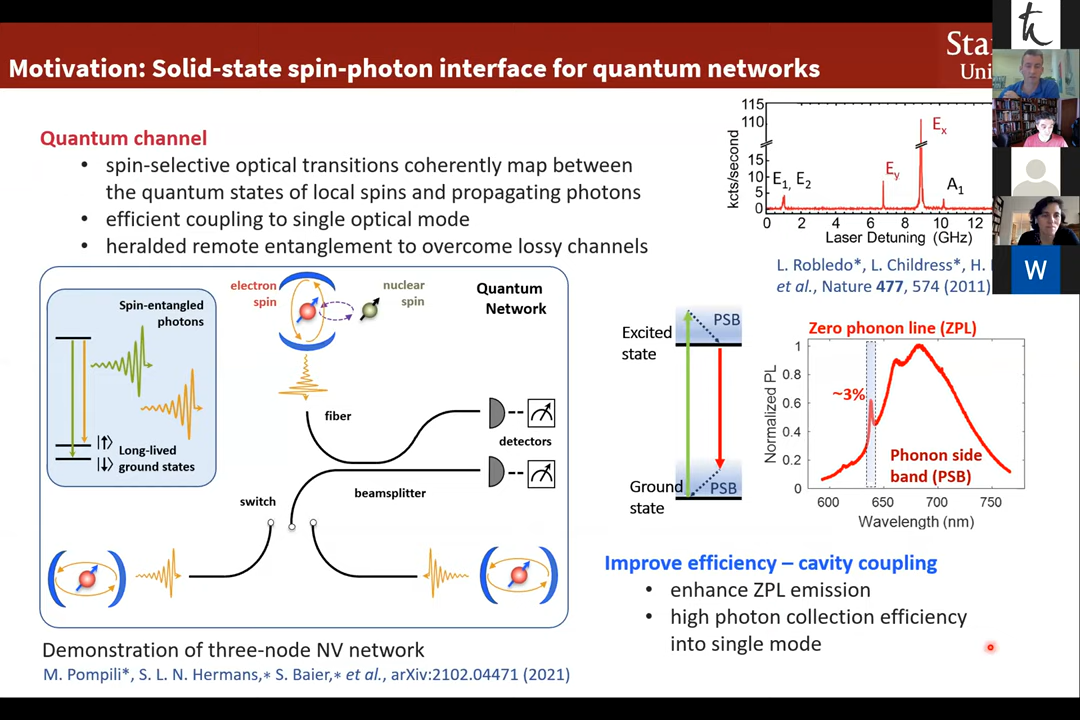 Motivation: Solid-state spin-photon interface for quantum networks
Quantum channel
• spin-selective optical transitions coherently map between
the quantum states of local spins and propagating photons
• efficient coupling to single optical mode
• heralded remote entanglement to overcome lossy channels
Spin-entangled
photons
|↑⟩
|↓⟩
Long-lived
ground states
electron
spin
nuclear
spin
Quantum
Network
fiber
detectors
beamsplitter
switch
Demonstration of three-node NV network
M. Pompili*, S. L. N. Hermans,* S. Baier,* et al., arXiv:2102.04471 (2021)
kcts/second
115
110
15
10
5
0
E1, E2
Ey
Ex
A1
0 2 4 6 8 10 12
Laser Detuning (GHz)
L. Robledo*, L. Childress*, H.
et al., Nature 477, 574 (2011)
Excited
state
PSB
Ground
state
PSB
Zero phonon line (ZPL)
Normalized PL
1
0.8
0.6
0.4
0.2
0
~3%
Phonon side
band (PSB)
600 650 700 750
Wavelength (nm)
Improve efficiency – cavity coupling
• enhance ZPL emission
• high photon collection efficiency
into single mode
W